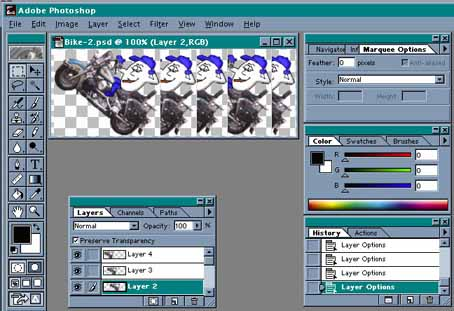 Adobe Photoshop
File Edit Image Layer Select Filter View Window Help
Bike-2.psd @ 100% (Layer 2,RGB)
Navigator Inf Marquee Options
Feather: 0 pixels Anti-aliased
Style: Normal
Width: Height:
Color Swatches Brushes
R 0
G 0
B 0
Layers Channels Paths
Normal Opacity: 100 %
Preserve Transparency
Layer 4
Layer 3
Layer 2
History Actions
Layer Options
Layer Options
Layer Options
Layer Options